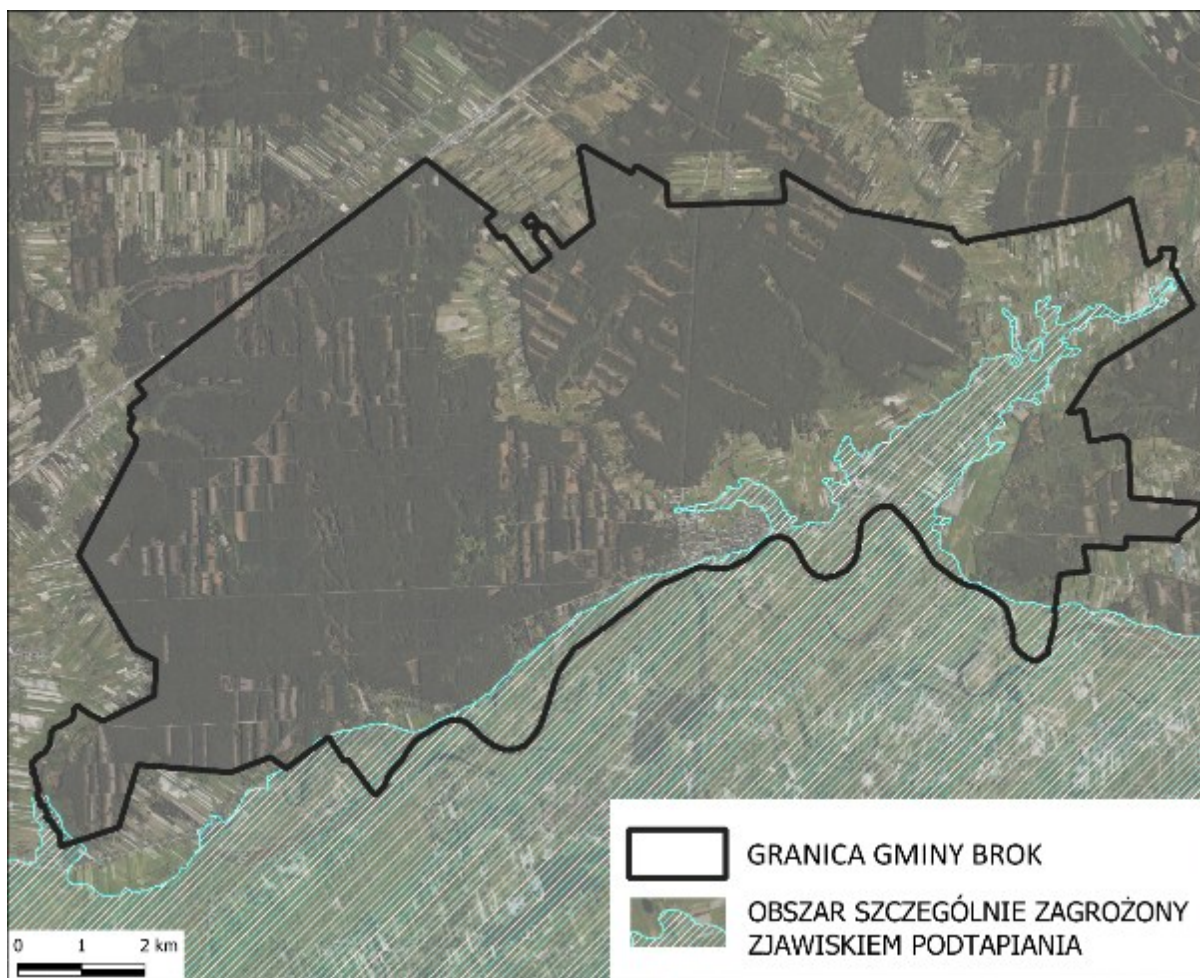 GRANICA GMINY BROK
OBSZAR SZCZEGÓLNIE ZAGROŻONY
ZJAWISKIEM PODTAPIANIA
0 1 2 km